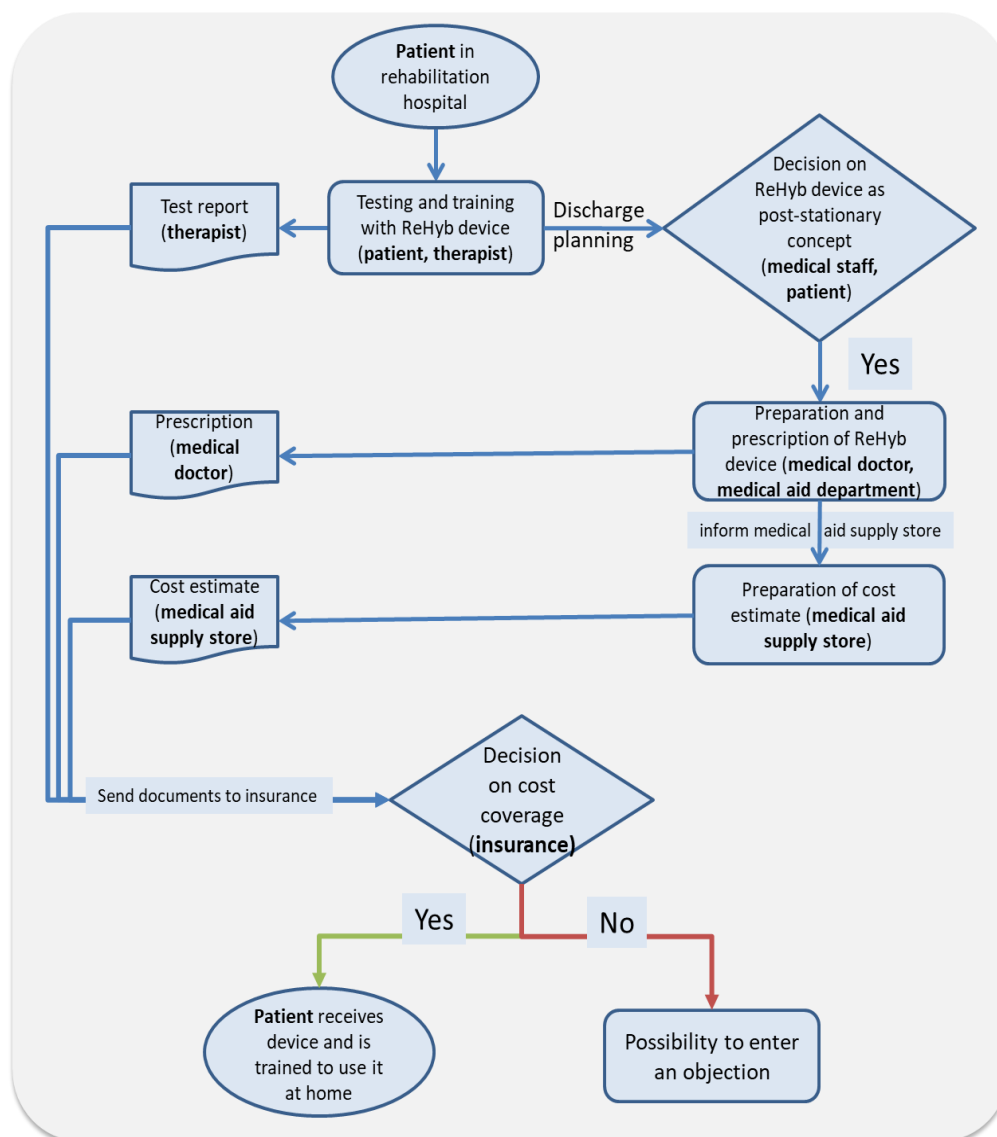 Patient in
rehabilitation
hospital
Testing and training
with ReHyb device
(patient, therapist)
Test report
(therapist)
Discharge
planning
Decision on
ReHyb device as
post-stationary
concept
(medical staff,
patient)
Yes
Preparation and
prescription of ReHyb
device (medical doctor,
medical aid department)
Prescription
(medical
doctor)
inform medical aid supply store
Preparation of cost
estimate (medical aid
supply store)
Cost estimate
(medical aid
supply store)
Send documents to insurance
Decision
on cost
coverage
(insurance)
Yes
No
Patient receives
device and is
trained to use it
at home
Possibility to enter
an objection